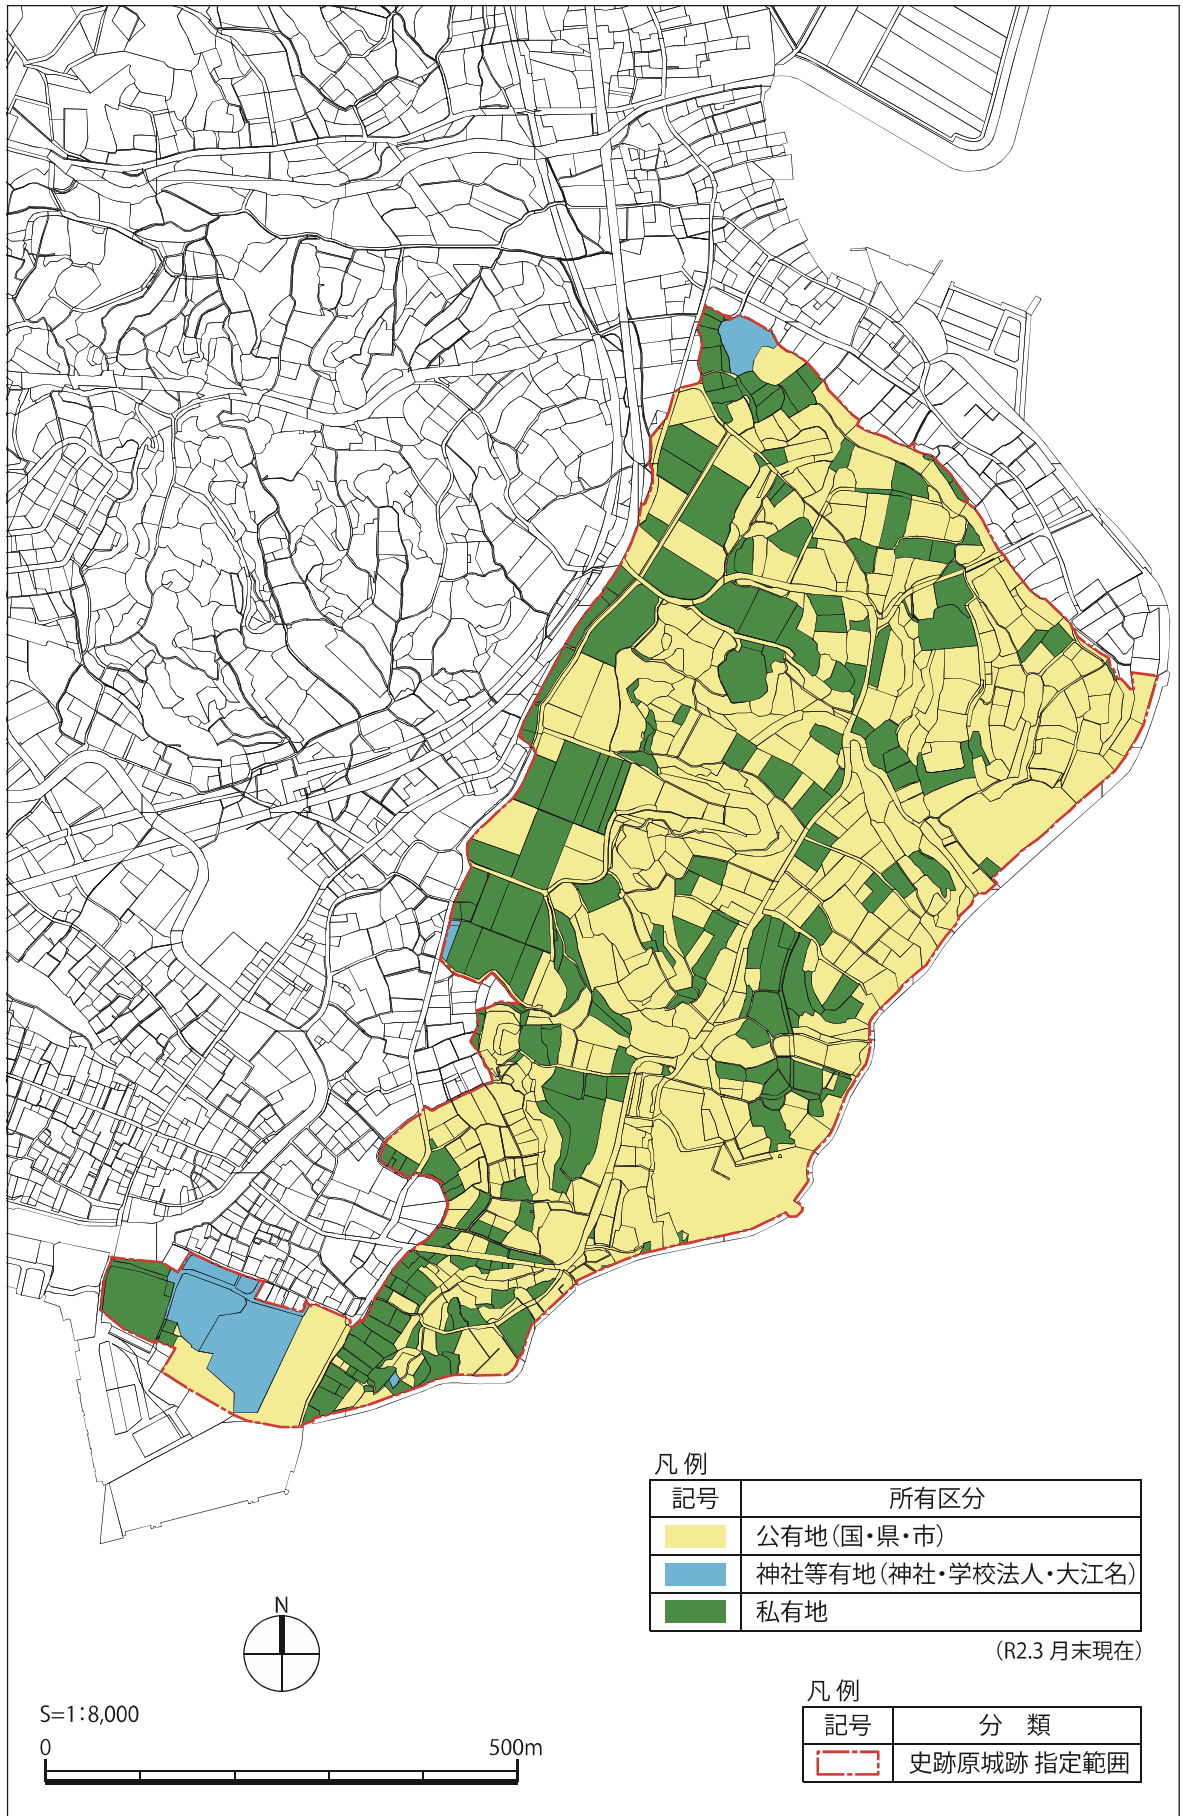 凡 例
記号 所有区分
公有地(国・県・市)
神社等有地(神社・学校法人・大江名)
私有地
(R2.3 月末現在)
凡 例
記号 分 類
史跡原城跡 指定範囲
N
S=1:8,000
0 500m